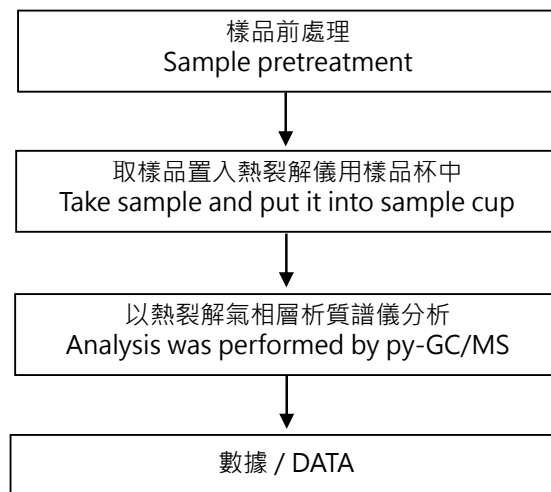 樣品前處理
Sample pretreatment
取樣品置入熱裂解儀用樣品杯中
Take sample and put it into sample cup
以熱裂解氣相層析質譜儀分析
Analysis was performed by py-GC/MS
數據 / DATA